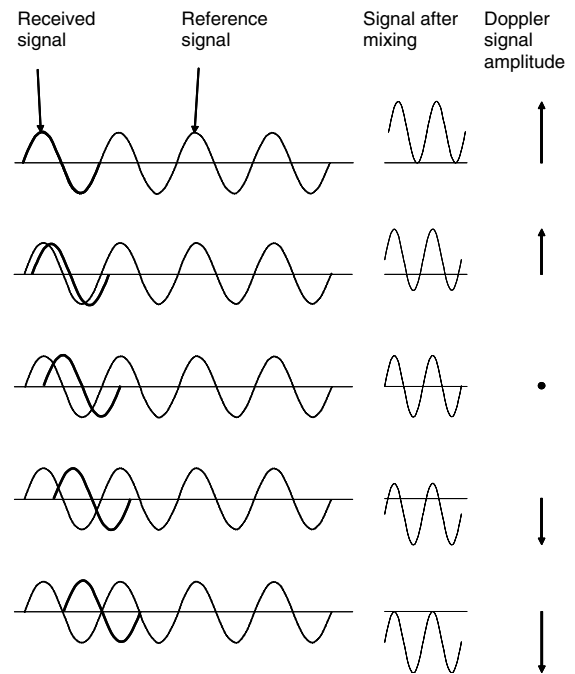 Received
signal
Reference
signal
Signal after
mixing
Doppler
signal
amplitude